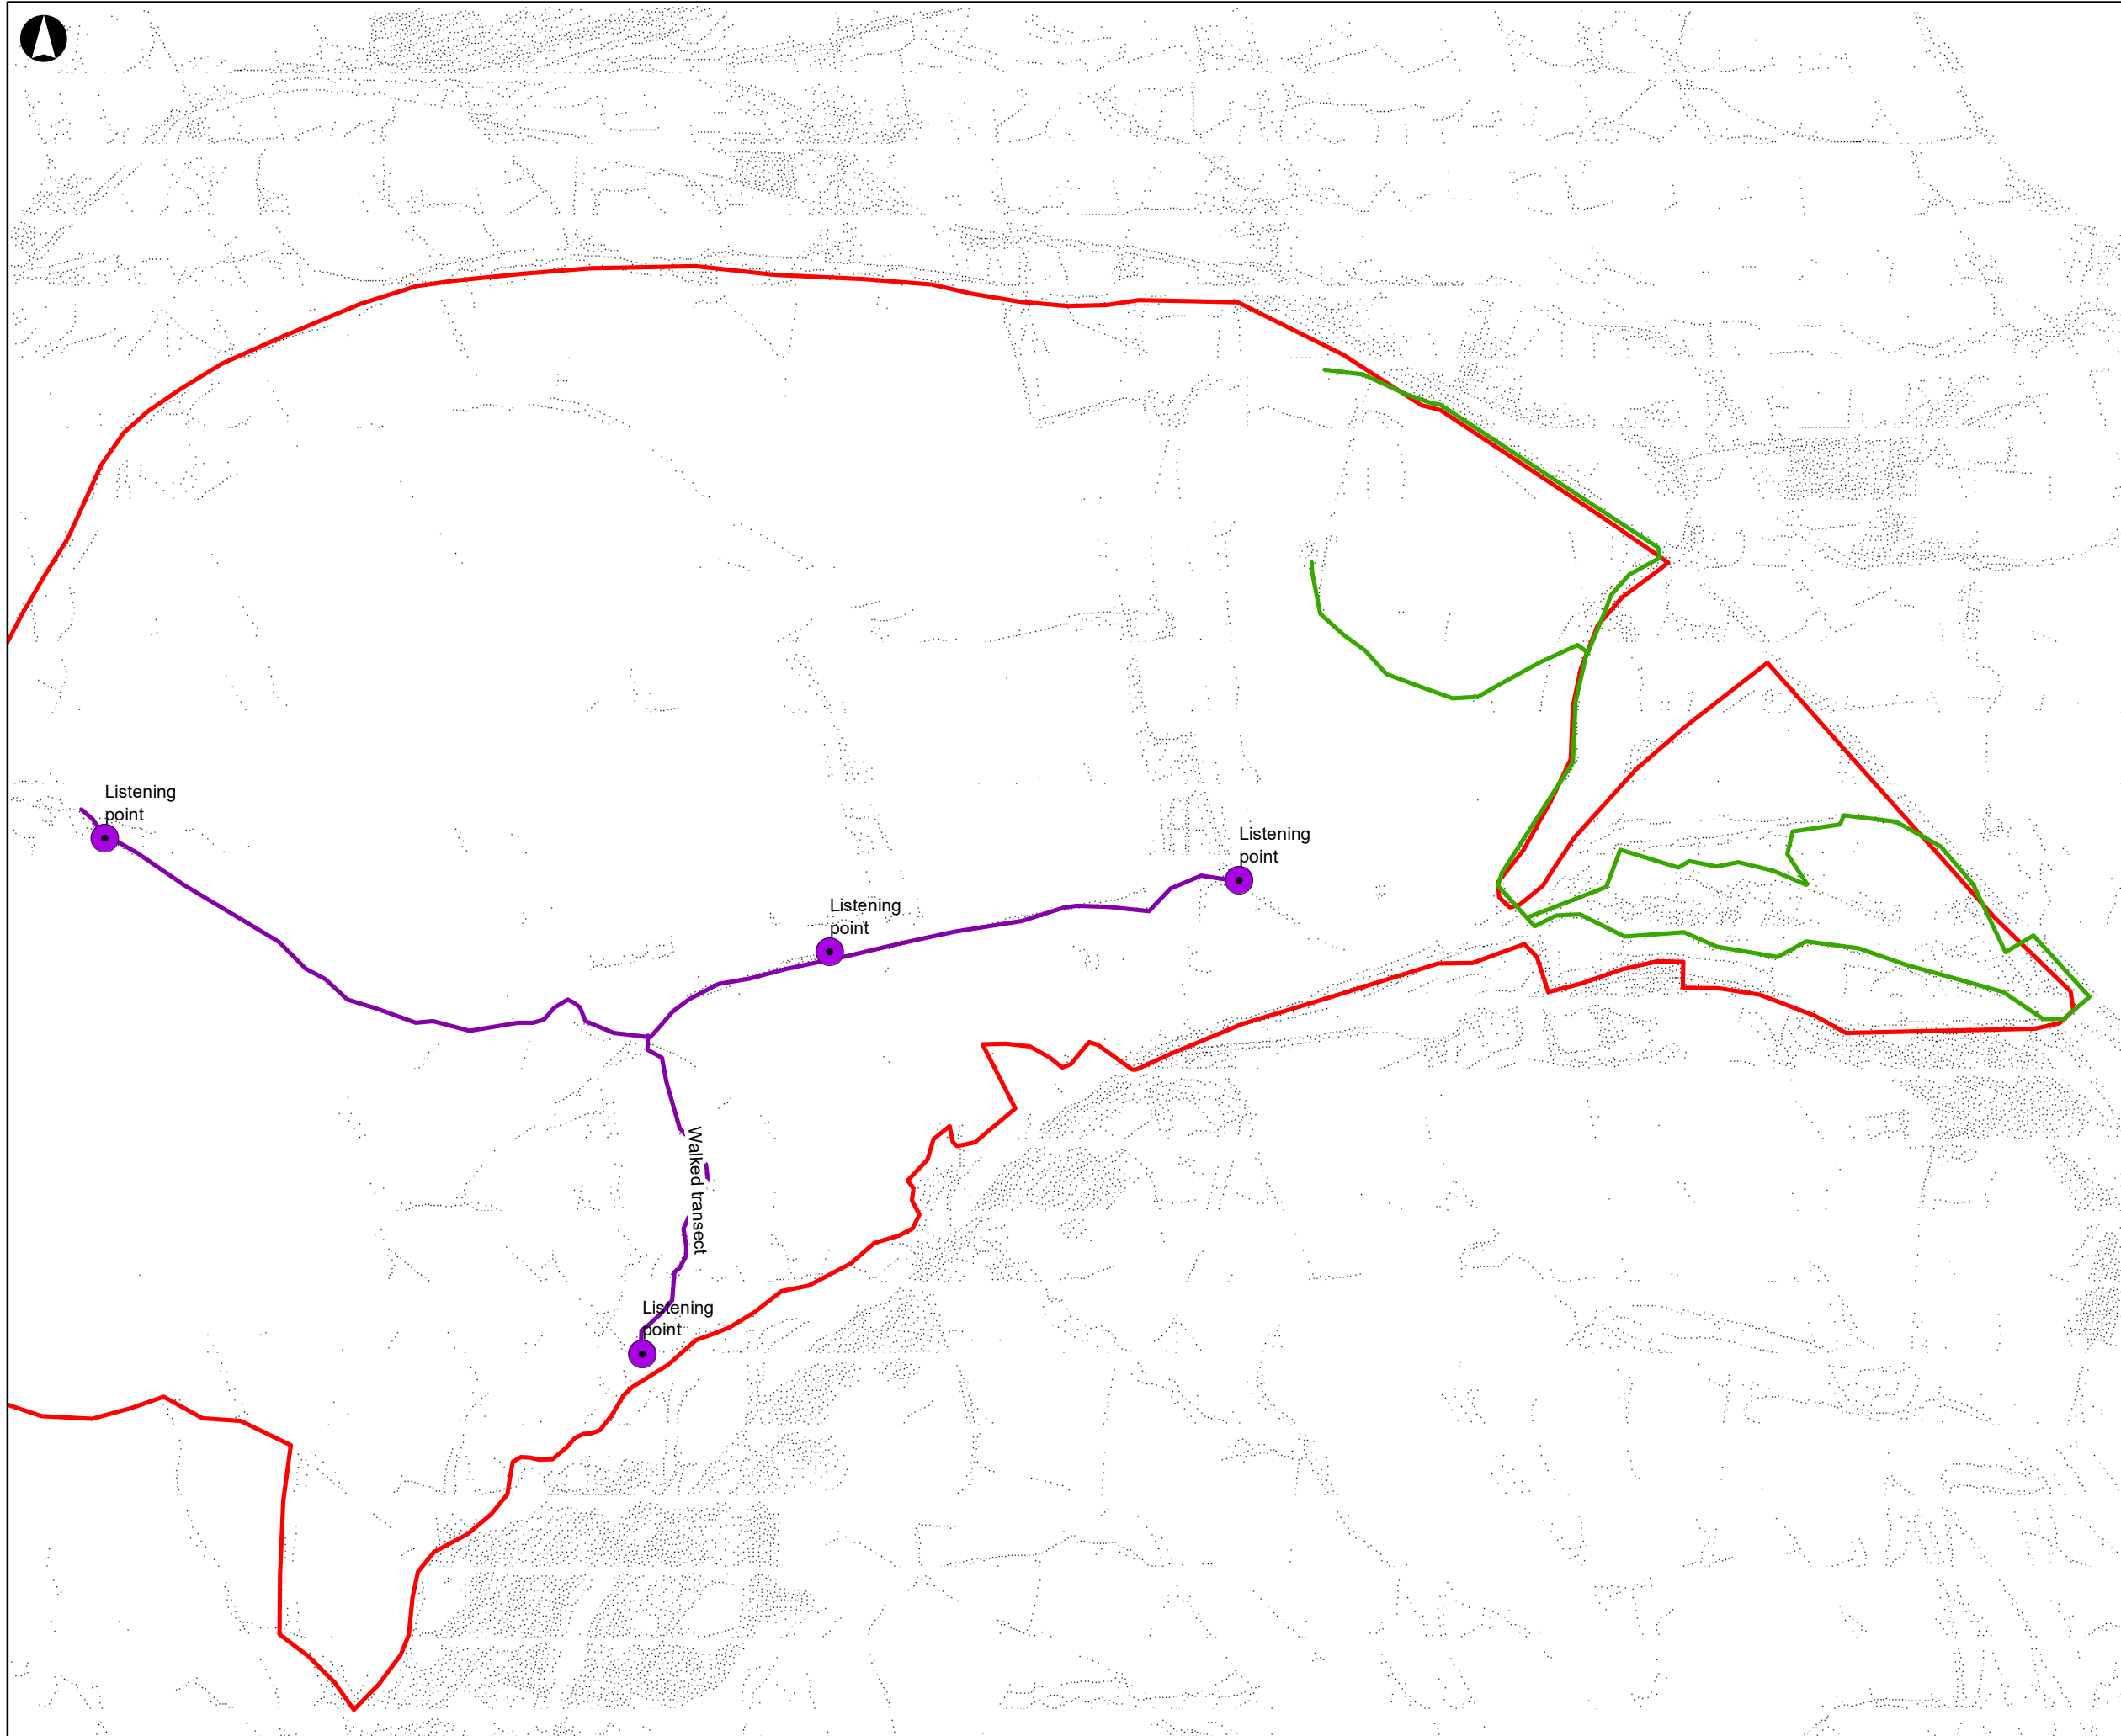 Listening
point
Listening
point
Listening
point
Walked transect
Listening
point